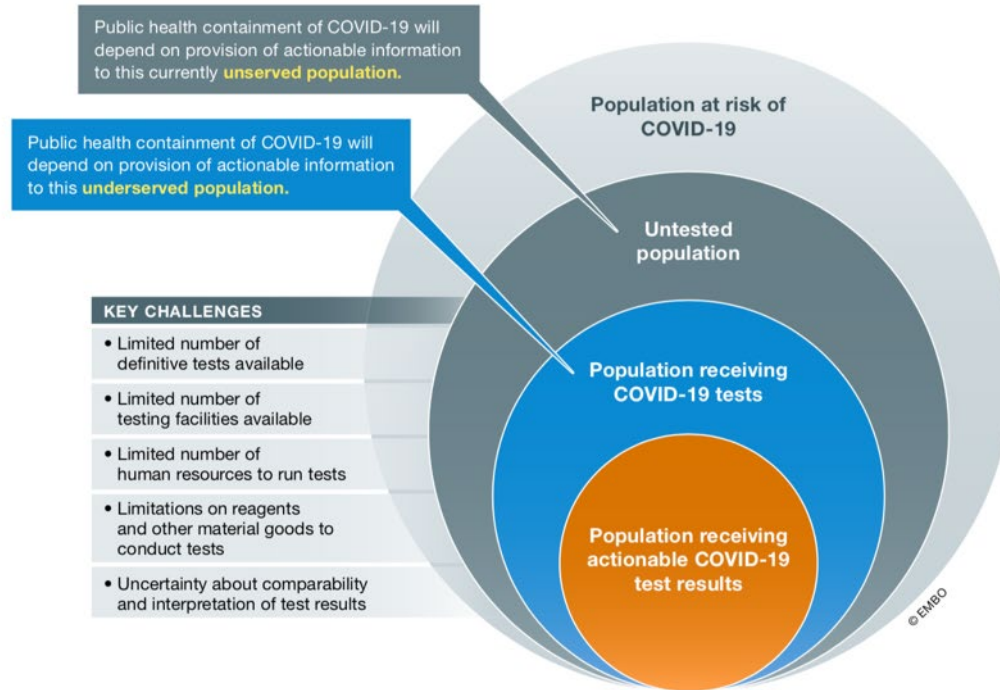 Public health containment of COVID-19 will
depend on provision of actionable information
to this currently unserved population.
Public health containment of COVID-19 will
depend on provision of actionable information
to this underserved population.
Population at risk of
COVID-19
Untested
population
Population receiving
COVID-19 tests
Population receiving
actionable COVID-19
test results
KEY CHALLENGES
• Limited number of
definitive tests available
• Limited number of
testing facilities available
• Limited number of
human resources to run tests
• Limitations on reagents
and other material goods to
conduct tests
• Uncertainty about comparability
and interpretation of test results
© EMBO